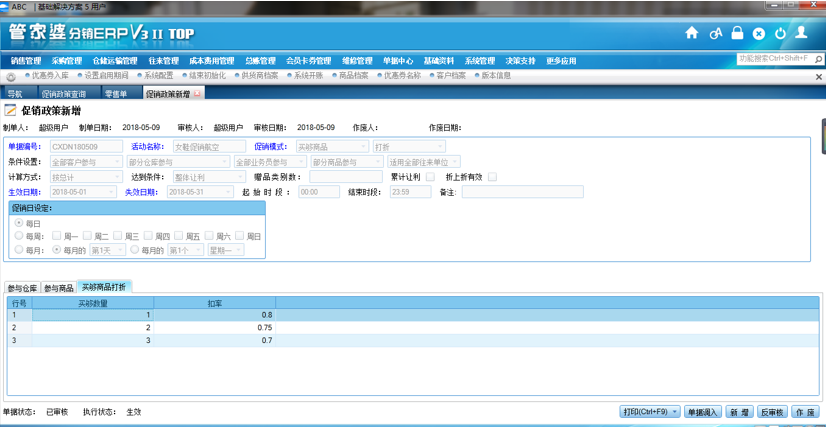 ABC 基础解决方案 5 用户
管家婆 分销ERP V3 II TOP
销售管理 采购管理 仓储运输管理 往来管理 成本费用管理 总账管理 会员卡券管理 维修管理 单据中心 基础资料 系统管理 决策支持 更多应用 功能搜索Ctrl+Shift+F
优惠券入库 设置启用期间 系统配置 结束初始化 供货商档案 系统开账 商品档案 优惠券名称 客户档案 版本信息
导航 促销政策查询 零售单 促销政策新增
促销政策新增
制单人: 超级用户 制单日期: 2018-05-09 审核人: 超级用户 审核日期: 2018-05-09 作废人: 作废日期:
单据编号: CXDN180509 活动名称: 女鞋促销航空 促销模式: 买够商品 打折
条件设置: 全部客户参与 部分仓库参与 全部业务员参与 部分商品参与 适用全部往来单位
计算方式: 按总计 达到条件: 整体让利 赠品类别数: 累计让利 折上折有效
生效日期: 2018-05-01 失效日期: 2018-05-31 起始时段: 00:00 结束时段: 23:59 备注:
促销日设定:
每日
每周: 周一 周二 周三 周四 周五 周六 周日
每月: 每月的 第1天 每月的 第1个 星期一
参与仓库 参与商品 买够商品打折
行号 买够数量 扣率
1 1 0.8
2 2 0.75
3 3 0.7
单据状态: 已审核 执行状态: 生效 打印(Ctrl+F9) 单据调入 新增 反审核 作废